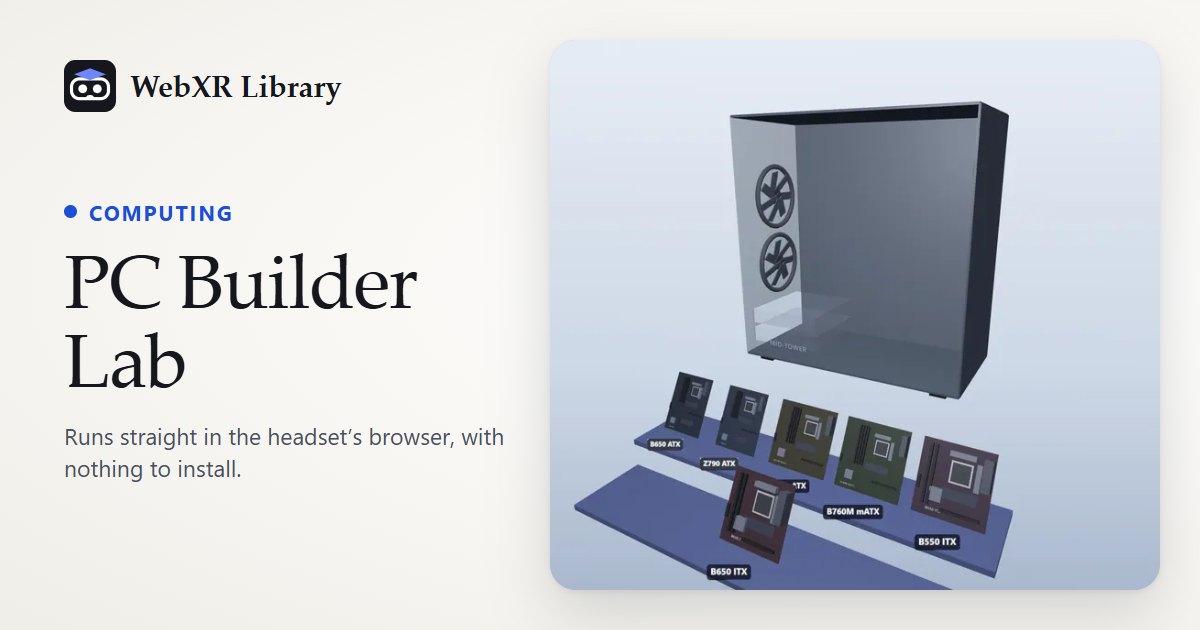 WebXR Library
COMPUTING
PC Builder
Lab
Runs straight in the headset's browser, with
nothing to install.
MID-TOWER
B650 ATX
Z790 ATX
ATX
B760M mATX
B550 ITX
B650 ITX